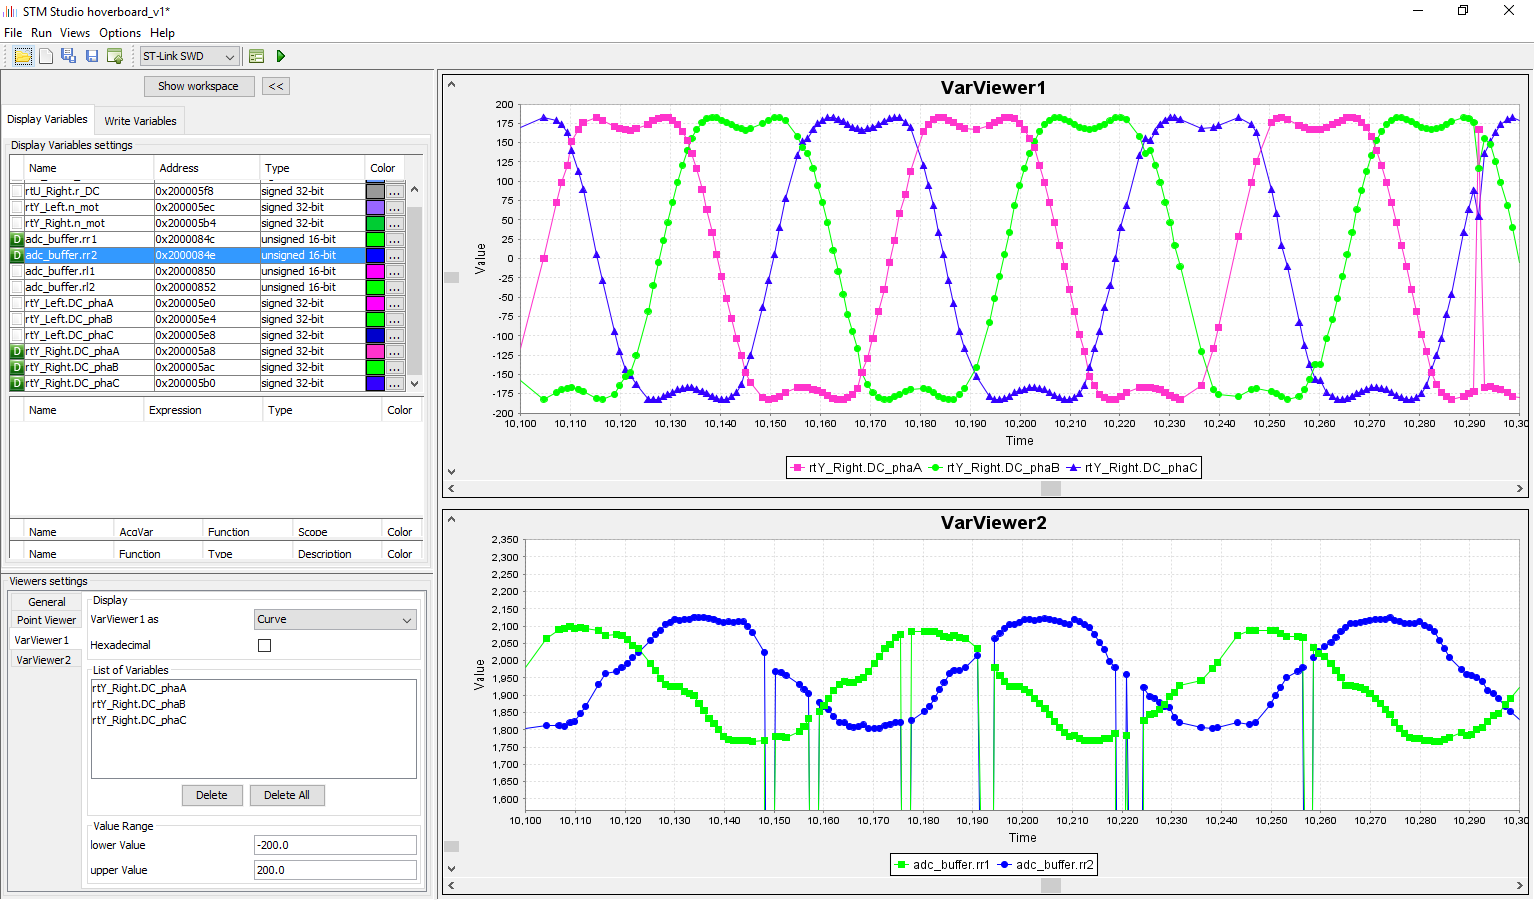 STM Studio hoverboard_v1*
File Run Views Options Help
ST-Link SWD
Show workspace <<
Display Variables Write Variables
Display Variables settings
Name Address Type Color
rtU_Right.r_DC 0x200005f8 signed 32-bit ...
rtY_Left.n_mot 0x200005ec signed 32-bit ...
rtY_Right.n_mot 0x200005b4 signed 32-bit ...
D adc_buffer.rr1 0x2000084c unsigned 16-bit ...
D adc_buffer.rr2 0x2000084e unsigned 16-bit ...
adc_buffer.rl1 0x20000850 unsigned 16-bit ...
adc_buffer.rl2 0x20000852 unsigned 16-bit ...
rtY_Left.DC_phaA 0x200005e0 signed 32-bit ...
rtY_Left.DC_phaB 0x200005e4 signed 32-bit ...
rtY_Left.DC_phaC 0x200005e8 signed 32-bit ...
D rtY_Right.DC_phaA 0x200005a8 signed 32-bit ...
D rtY_Right.DC_phaB 0x200005ac signed 32-bit ...
D rtY_Right.DC_phaC 0x200005b0 signed 32-bit ...
Name Expression Type Color
Name AcqVar Function Scope Color
Name Function Type Description Color
Viewers settings
General
Point Viewer
VarViewer1
VarViewer2
Display
VarViewer1 as Curve
Hexadecimal
List of Variables
rtY_Right.DC_phaA
rtY_Right.DC_phaB
rtY_Right.DC_phaC
Delete Delete All
Value Range
lower Value -200.0
upper Value 200.0
VarViewer1
Value
200
175
150
125
100
75
50
25
0
-25
-50
-75
-100
-125
-150
-175
-200
10,100 10,110 10,120 10,130 10,140 10,150 10,160 10,170 10,180 10,190 10,200 10,210 10,220 10,230 10,240 10,250 10,260 10,270 10,280 10,290 10,30
Time
rtY_Right.DC_phaA rtY_Right.DC_phaB rtY_Right.DC_phaC
VarViewer2
Value
2,350
2,300
2,250
2,200
2,150
2,100
2,050
2,000
1,950
1,900
1,850
1,800
1,750
1,700
1,650
1,600
10,100 10,110 10,120 10,130 10,140 10,150 10,160 10,170 10,180 10,190 10,200 10,210 10,220 10,230 10,240 10,250 10,260 10,270 10,280 10,290 10,30
Time
adc_buffer.rr1 adc_buffer.rr2